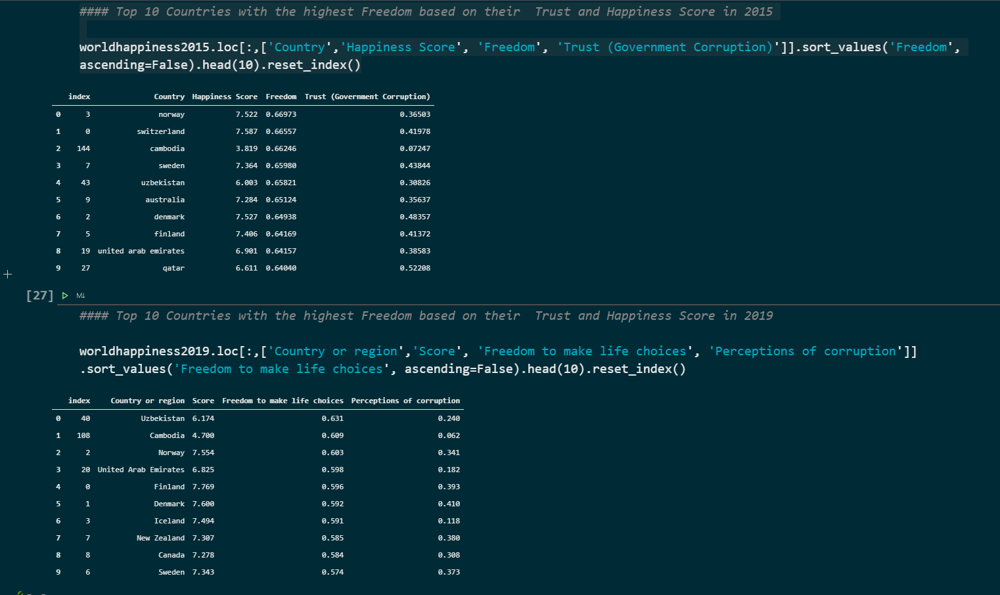 #### Top 10 Countries with the highest Freedom based on their  Trust and Happiness Score in 2015
worldhappiness2015.loc[:,['Country','Happiness Score', 'Freedom', 'Trust (Government Corruption)']].sort_values('Freedom',
ascending=False).head(10).reset_index()
index Country Happiness Score Freedom Trust (Government Corruption)
0 3 norway 7.522 0.66973 0.36503
1 0 switzerland 7.587 0.66557 0.41978
2 144 cambodia 3.819 0.66246 0.07247
3 7 sweden 7.364 0.65980 0.43844
4 43 uzbekistan 6.003 0.65821 0.30826
5 9 australia 7.284 0.65124 0.35637
6 2 denmark 7.527 0.64938 0.48357
7 5 finland 7.406 0.64169 0.41372
8 19 united arab emirates 6.901 0.64157 0.38583
9 27 qatar 6.611 0.64040 0.52208
[27] M↓
#### Top 10 Countries with the highest Freedom based on their  Trust and Happiness Score in 2019
worldhappiness2019.loc[:,['Country or region','Score', 'Freedom to make life choices', 'Perceptions of corruption']]
.sort_values('Freedom to make life choices', ascending=False).head(10).reset_index()
index Country or region Score Freedom to make life choices Perceptions of corruption
0 40 Uzbekistan 6.174 0.631 0.240
1 108 Cambodia 4.700 0.609 0.062
2 2 Norway 7.554 0.603 0.341
3 20 United Arab Emirates 6.825 0.598 0.182
4 0 Finland 7.769 0.596 0.393
5 1 Denmark 7.600 0.592 0.410
6 3 Iceland 7.494 0.591 0.118
7 7 New Zealand 7.307 0.585 0.380
8 8 Canada 7.278 0.584 0.308
9 6 Sweden 7.343 0.574 0.373